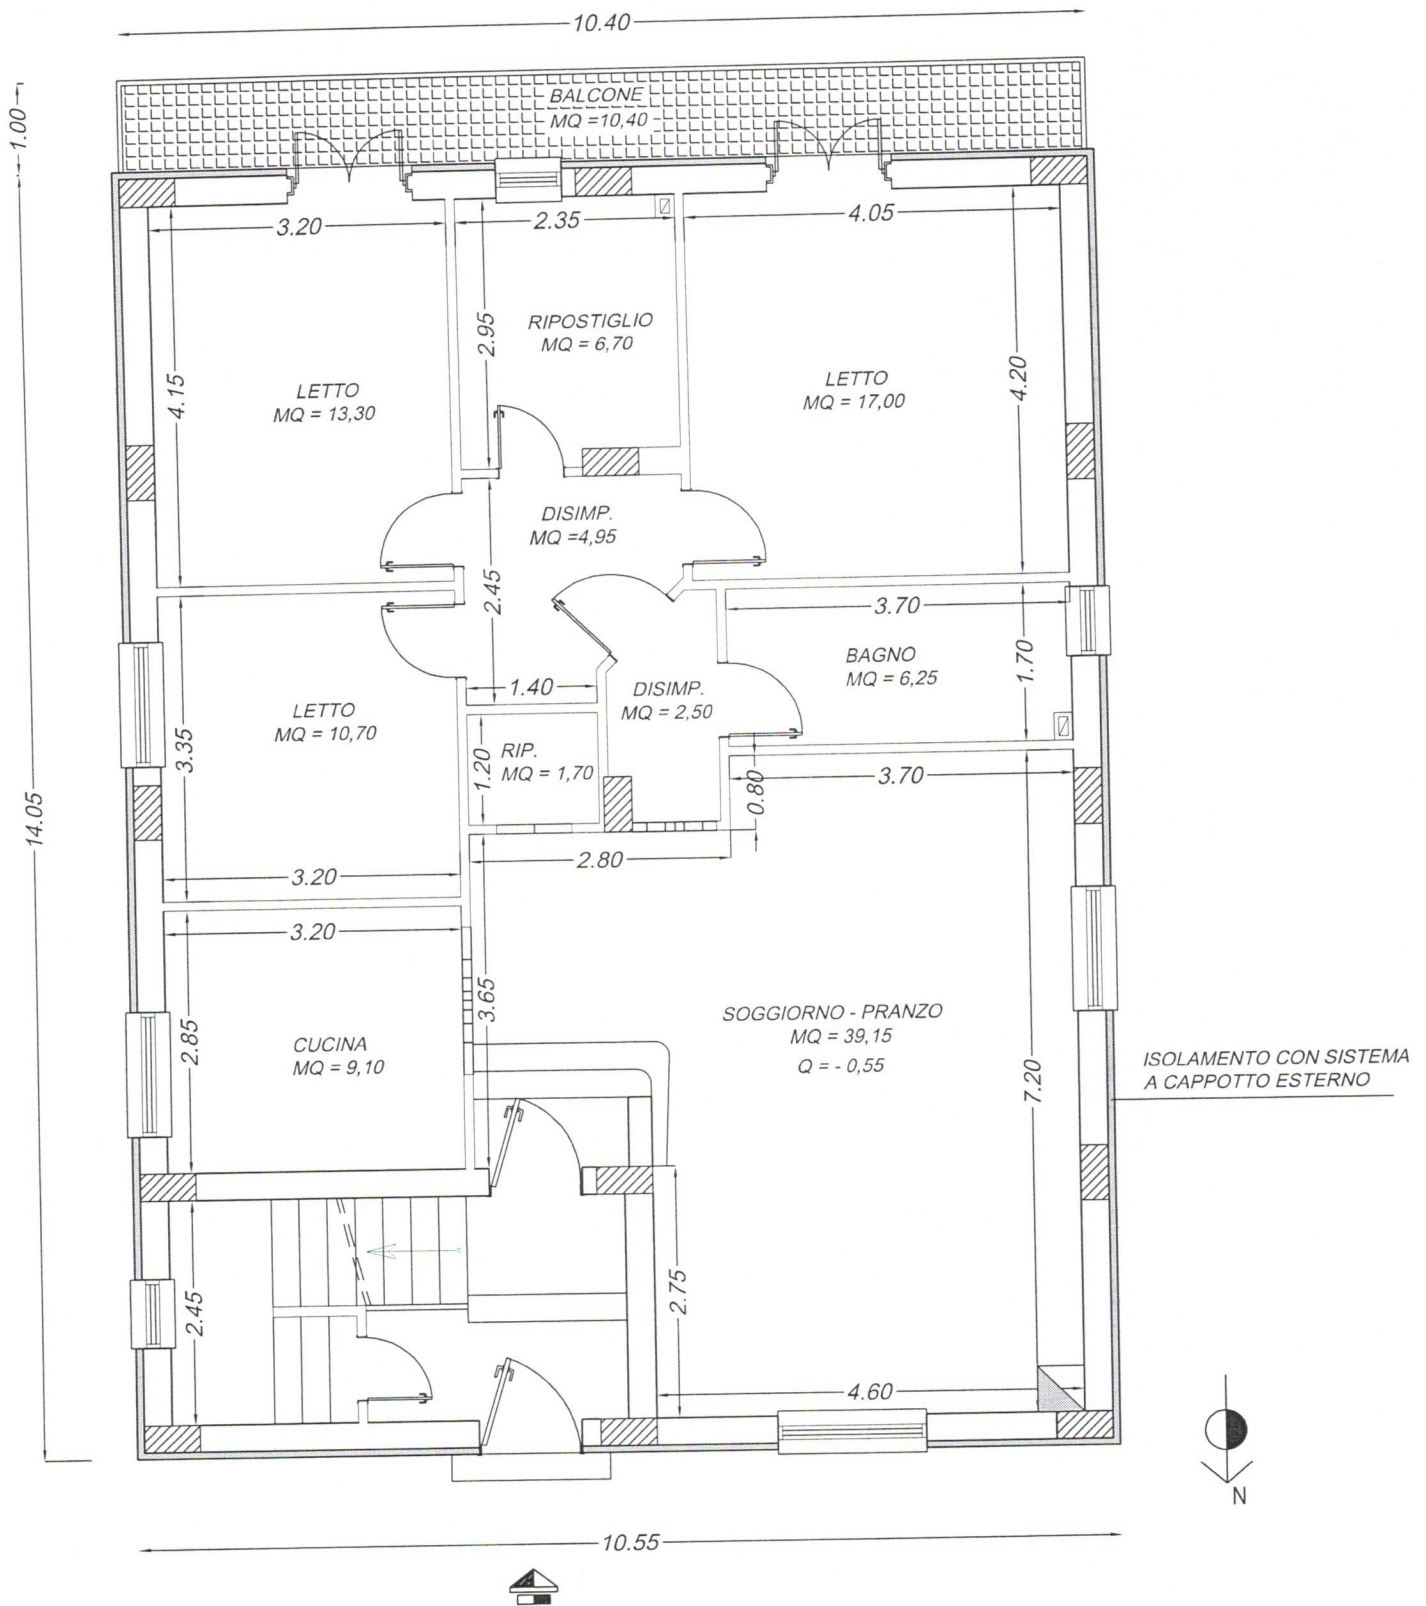 10.40
1.00
BALCONE
MQ =10,40
3.20
2.35
4.05
4.15
2.95
4.20
RIPOSTIGLIO
MQ = 6,70
LETTO
MQ = 13,30
LETTO
MQ = 17,00
DISIMP.
MQ =4,95
2.45
3.70
1.70
BAGNO
MQ = 6,25
1.40
DISIMP.
MQ = 2,50
LETTO
MQ = 10,70
3.35
1.20
RIP.
MQ = 1,70
0.80
3.70
14.05
2.80
3.20
3.20
3.65
2.85
CUCINA
MQ = 9,10
SOGGIORNO - PRANZO
MQ = 39,15
Q = - 0,55
7.20
ISOLAMENTO CON SISTEMA
A CAPPOTTO ESTERNO
2.45
2.75
4.60
N
10.55